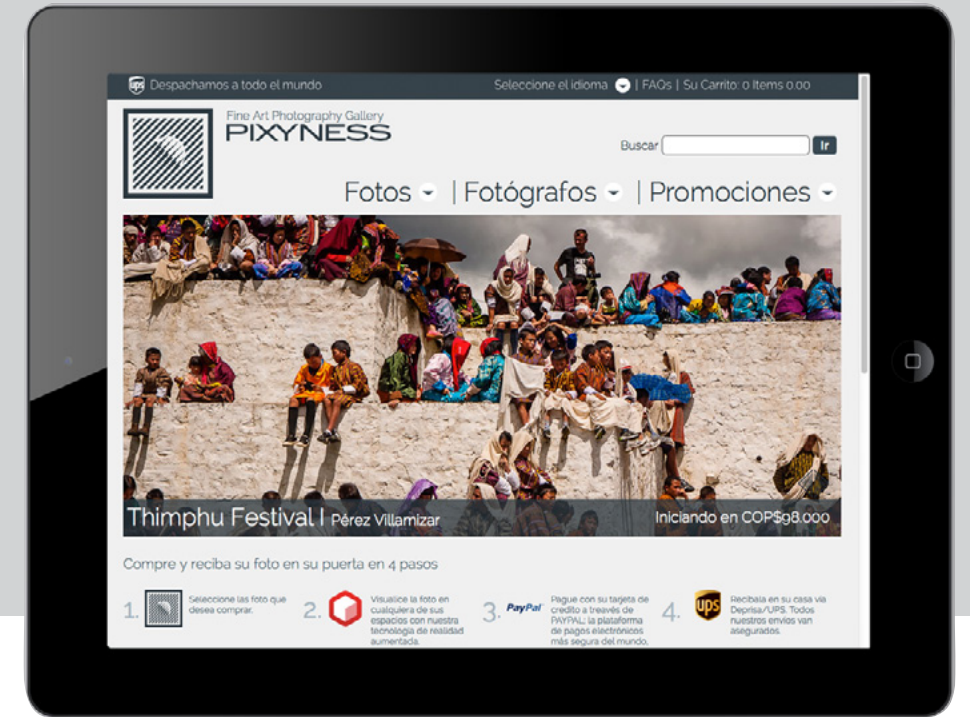 ups Despachamos a todo el mundo
Seleccione el idioma | FAQs | Su Carrito: 0 Items 0.00
Fine Art Photography Gallery
PIXYNESS
Buscar Ir
Fotos | Fotógrafos | Promociones
Thimphu Festival | Pérez Villamizar
Iniciando en COP$98.000
Compre y reciba su foto en su puerta en 4 pasos
1. Seleccione las foto que
desea comprar.
2. Visualice la foto en
cualquiera de sus
espacios con nuestra
tecnología de realidad
aumentada.
3. PayPal Pague con su tarjeta de
credito a treavés de
PAYPAL; la plataforma
de pagos electrónicos
más segura del mundo.
4. ups Recíbala en su casa vía
Deprisa/UPS. Todos
nuestros envíos van
asegurados.